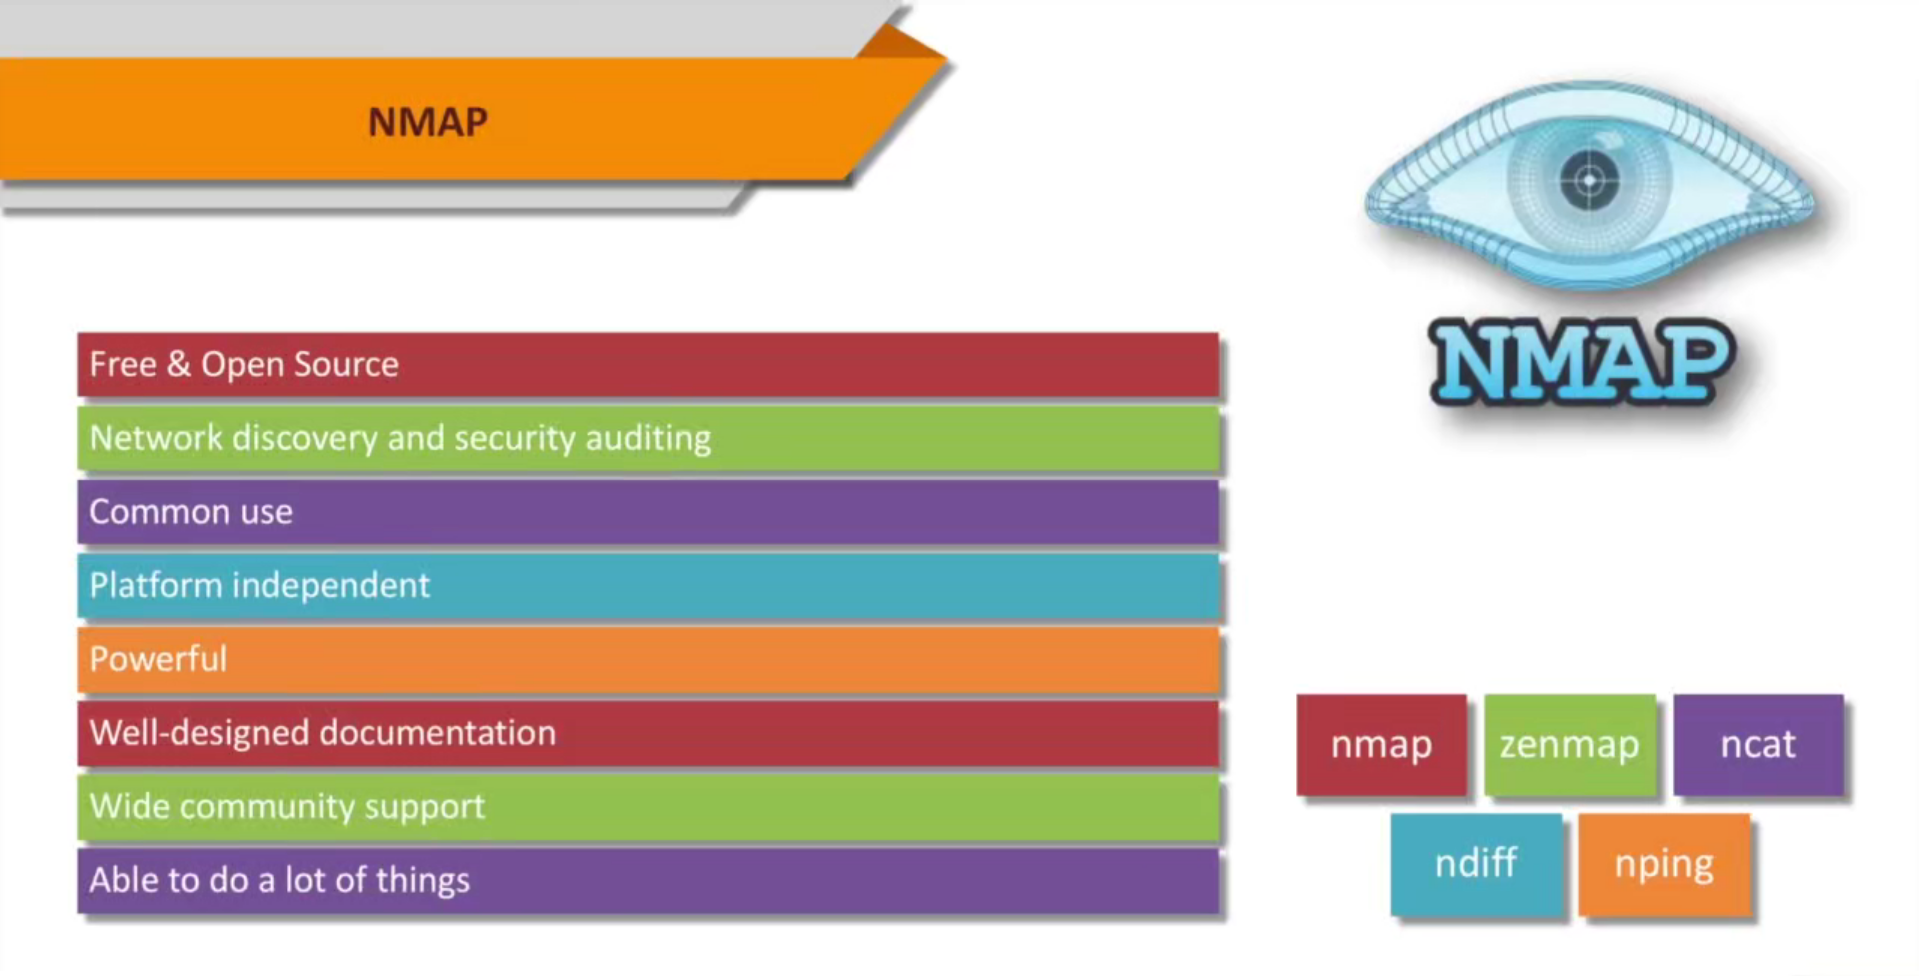 NMAP
NMAP
Free & Open Source
Network discovery and security auditing
Common use
Platform independent
Powerful
Well-designed documentation
Wide community support
Able to do a lot of things
nmap
zenmap
ncat
ndiff
nping